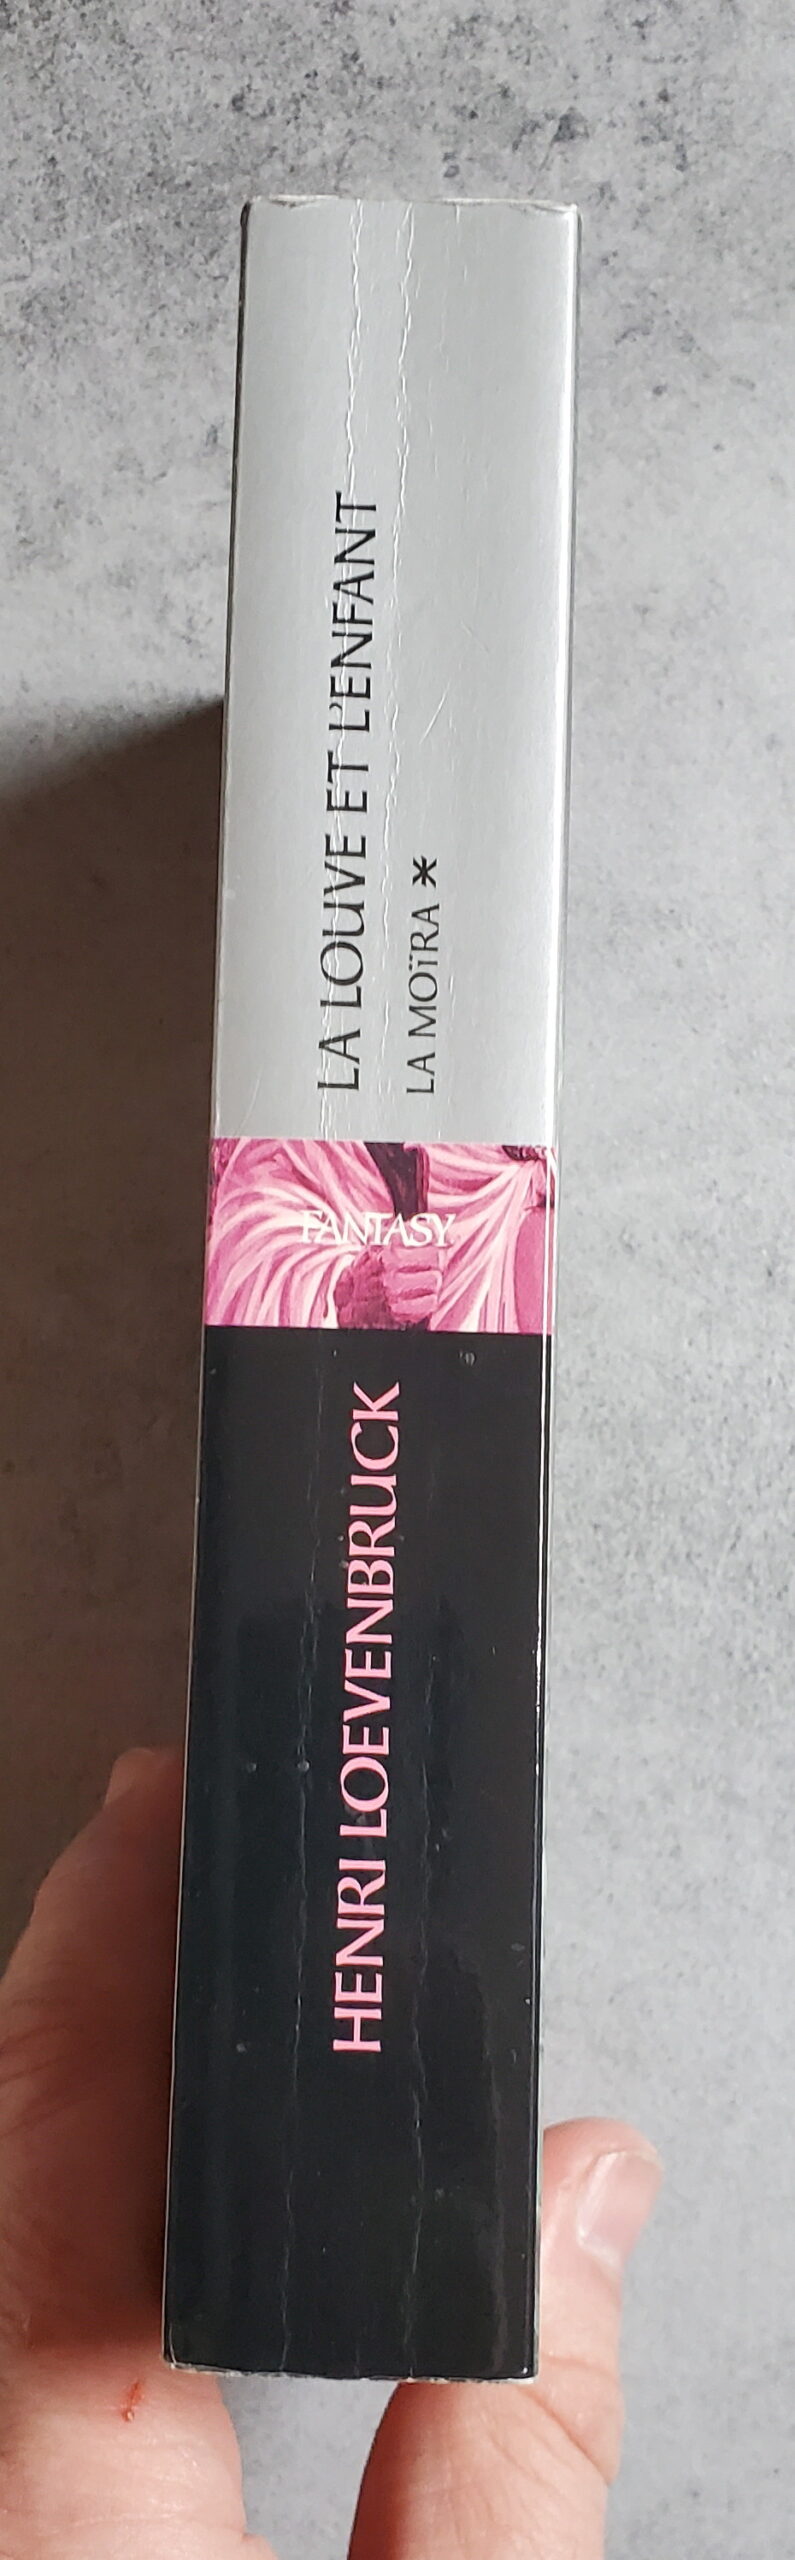 LA LOUVE ET L'ENFANT
LA MOïRA *
FANTASY
HENRI LOEVENBRUCK